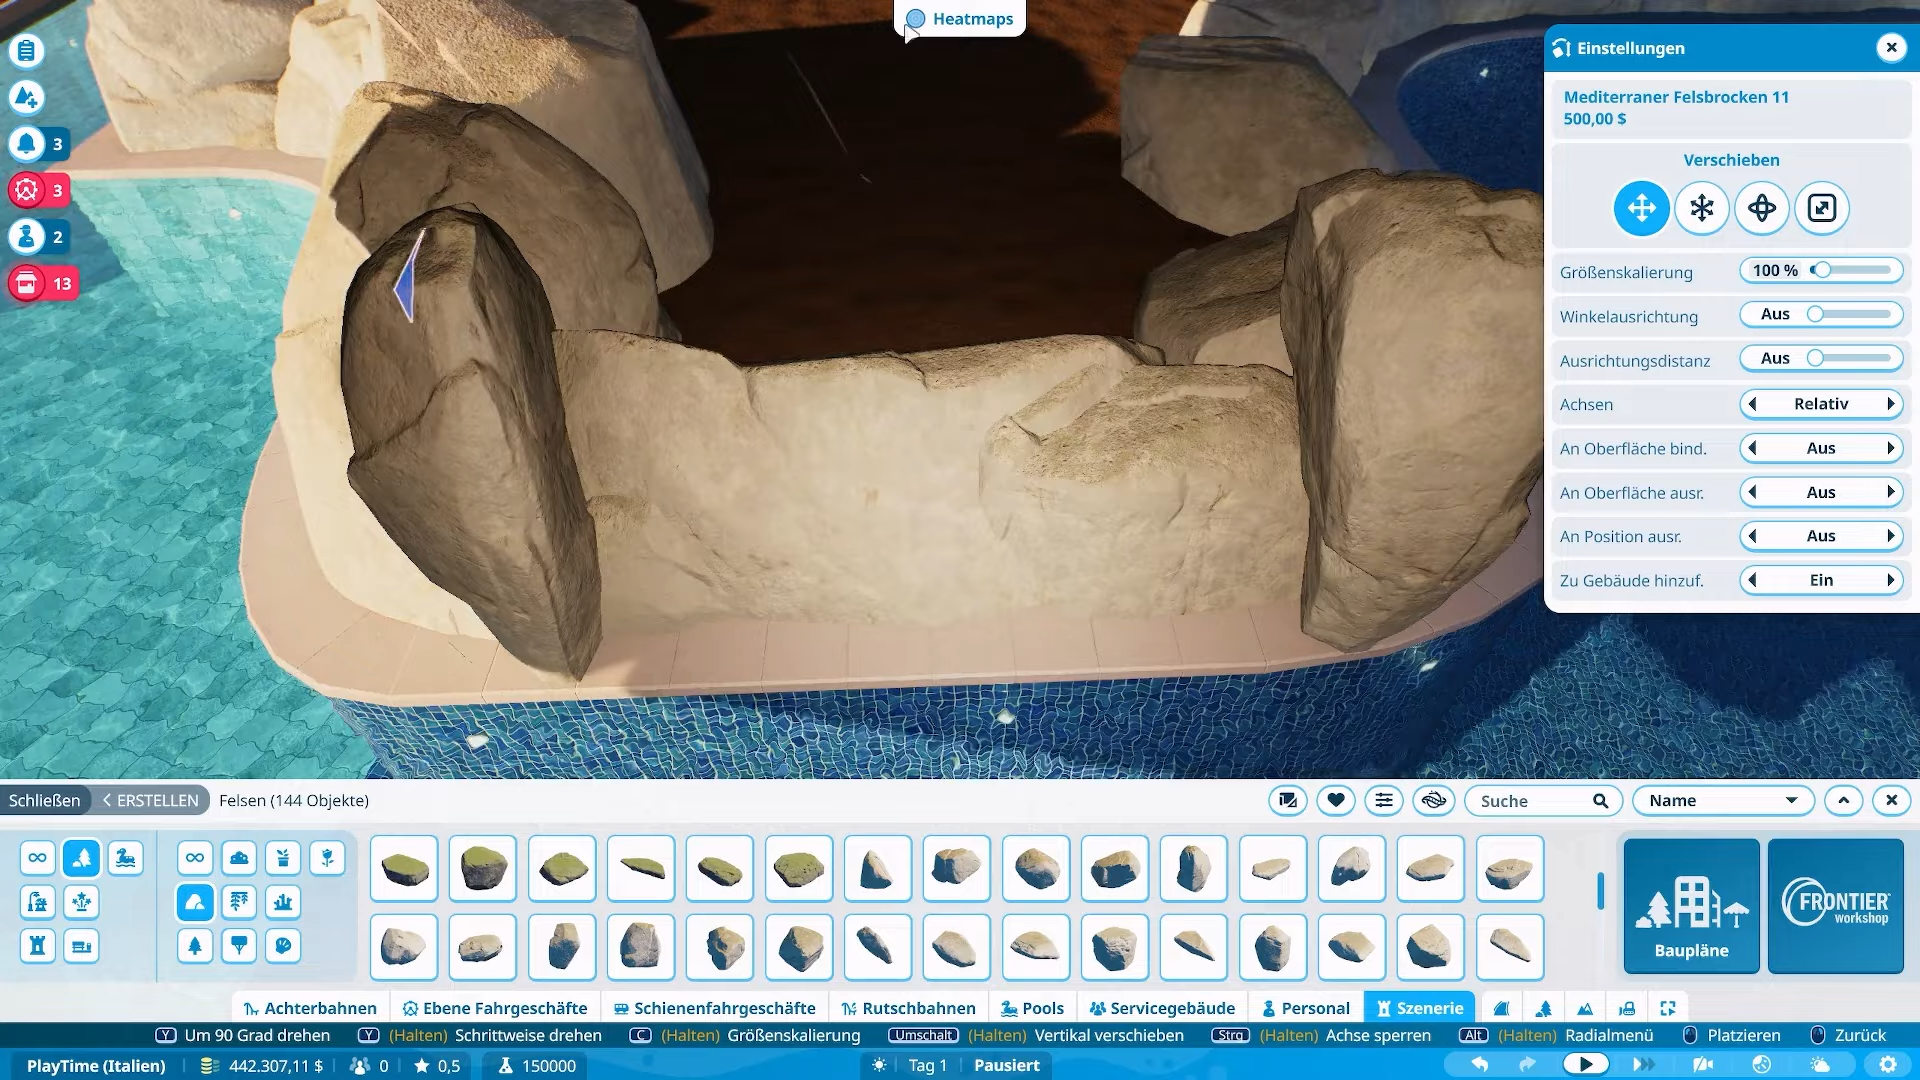 Heatmaps
3
3
2
13
Einstellungen
Mediterraner Felsbrocken 11
500,00 $
Verschieben
Größenskalierung 100 %
Winkelausrichtung Aus
Ausrichtungsdistanz Aus
Achsen Relativ
An Oberfläche bind. Aus
An Oberfläche ausr. Aus
An Position ausr. Aus
Zu Gebäude hinzuf. Ein
Schließen ERSTELLEN Felsen (144 Objekte) Suche Name
Baupläne
FRONTIER
workshop
Achterbahnen Ebene Fahrgeschäfte Schienenfahrgeschäfte Rutschbahnen Pools Servicegebäude Personal Szenerie
Y Um 90 Grad drehen Y (Halten) Schrittweise drehen C (Halten) Größenskalierung Umschalt (Halten) Vertikal verschieben Strg (Halten) Achse sperren Alt (Halten) Radialmenü Platzieren Zurück
PlayTime (Italien) 442.307,11 $ 0 0,5 150000 Tag 1 Pausiert